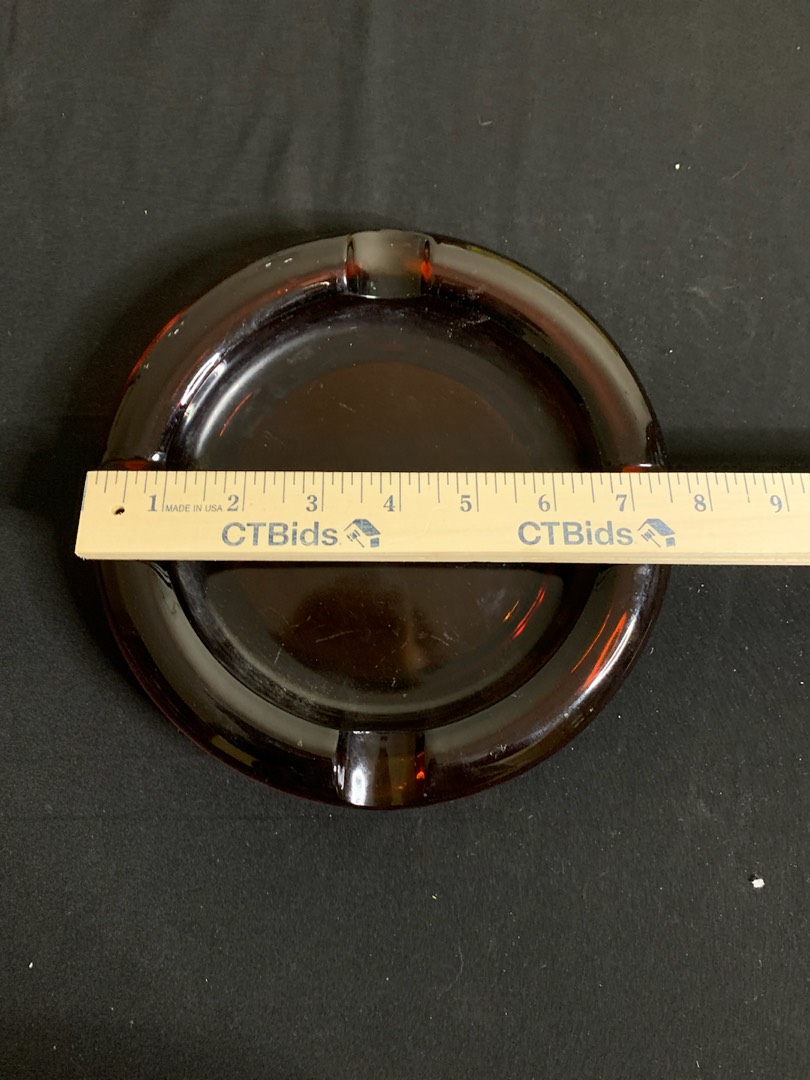 1 MADE IN USA 2 3 4 5 6 7 8 9
CTBids CTBids